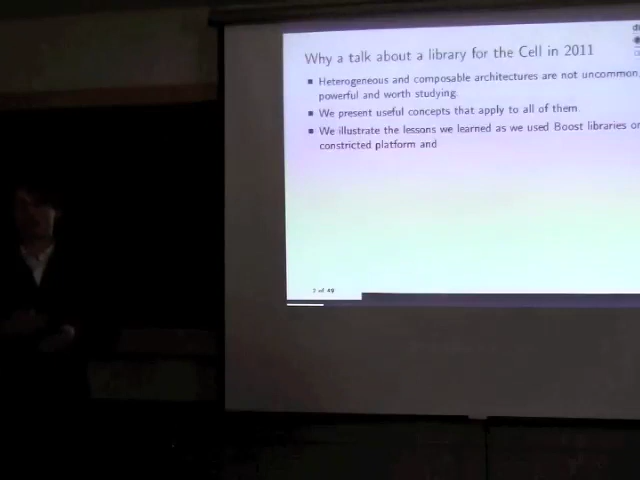 Why a talk about a library for the Cell in 2011
Heterogeneous and composable architectures are not uncommon,
powerful and worth studying.
We present useful concepts that apply to all of them.
We illustrate the lessons we learned as we used Boost libraries on
constricted platform and
of 49